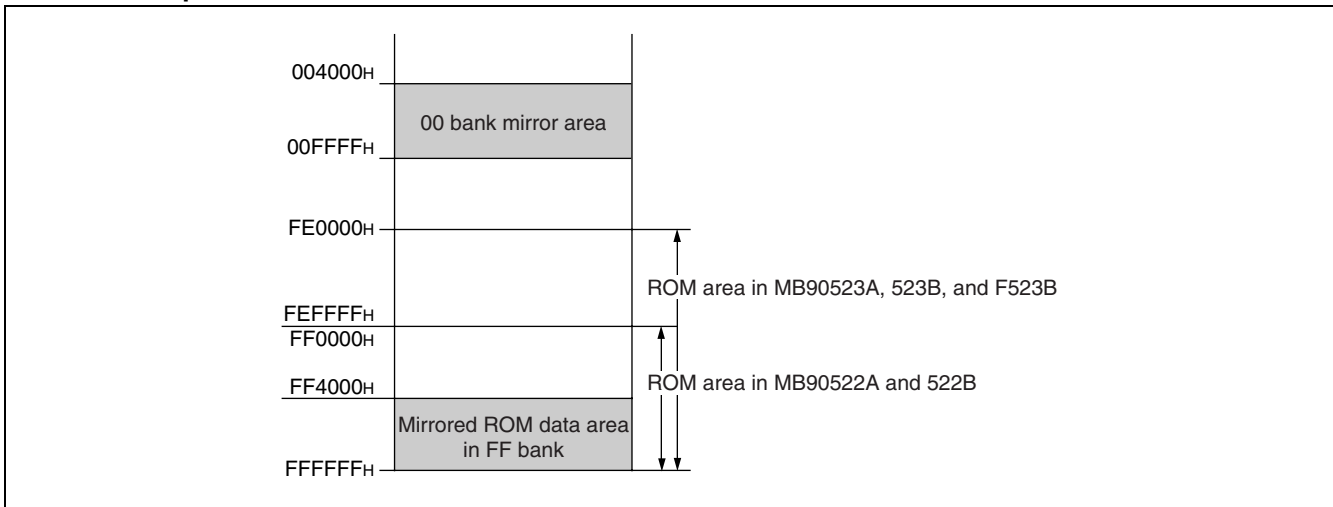 004000H
00 bank mirror area
00FFFFH
FE0000H
ROM area in MB90523A, 523B, and F523B
FEFFFFH
FF0000H
FF4000H
ROM area in MB90522A and 522B
Mirrored ROM data area
in FF bank
FFFFFFH